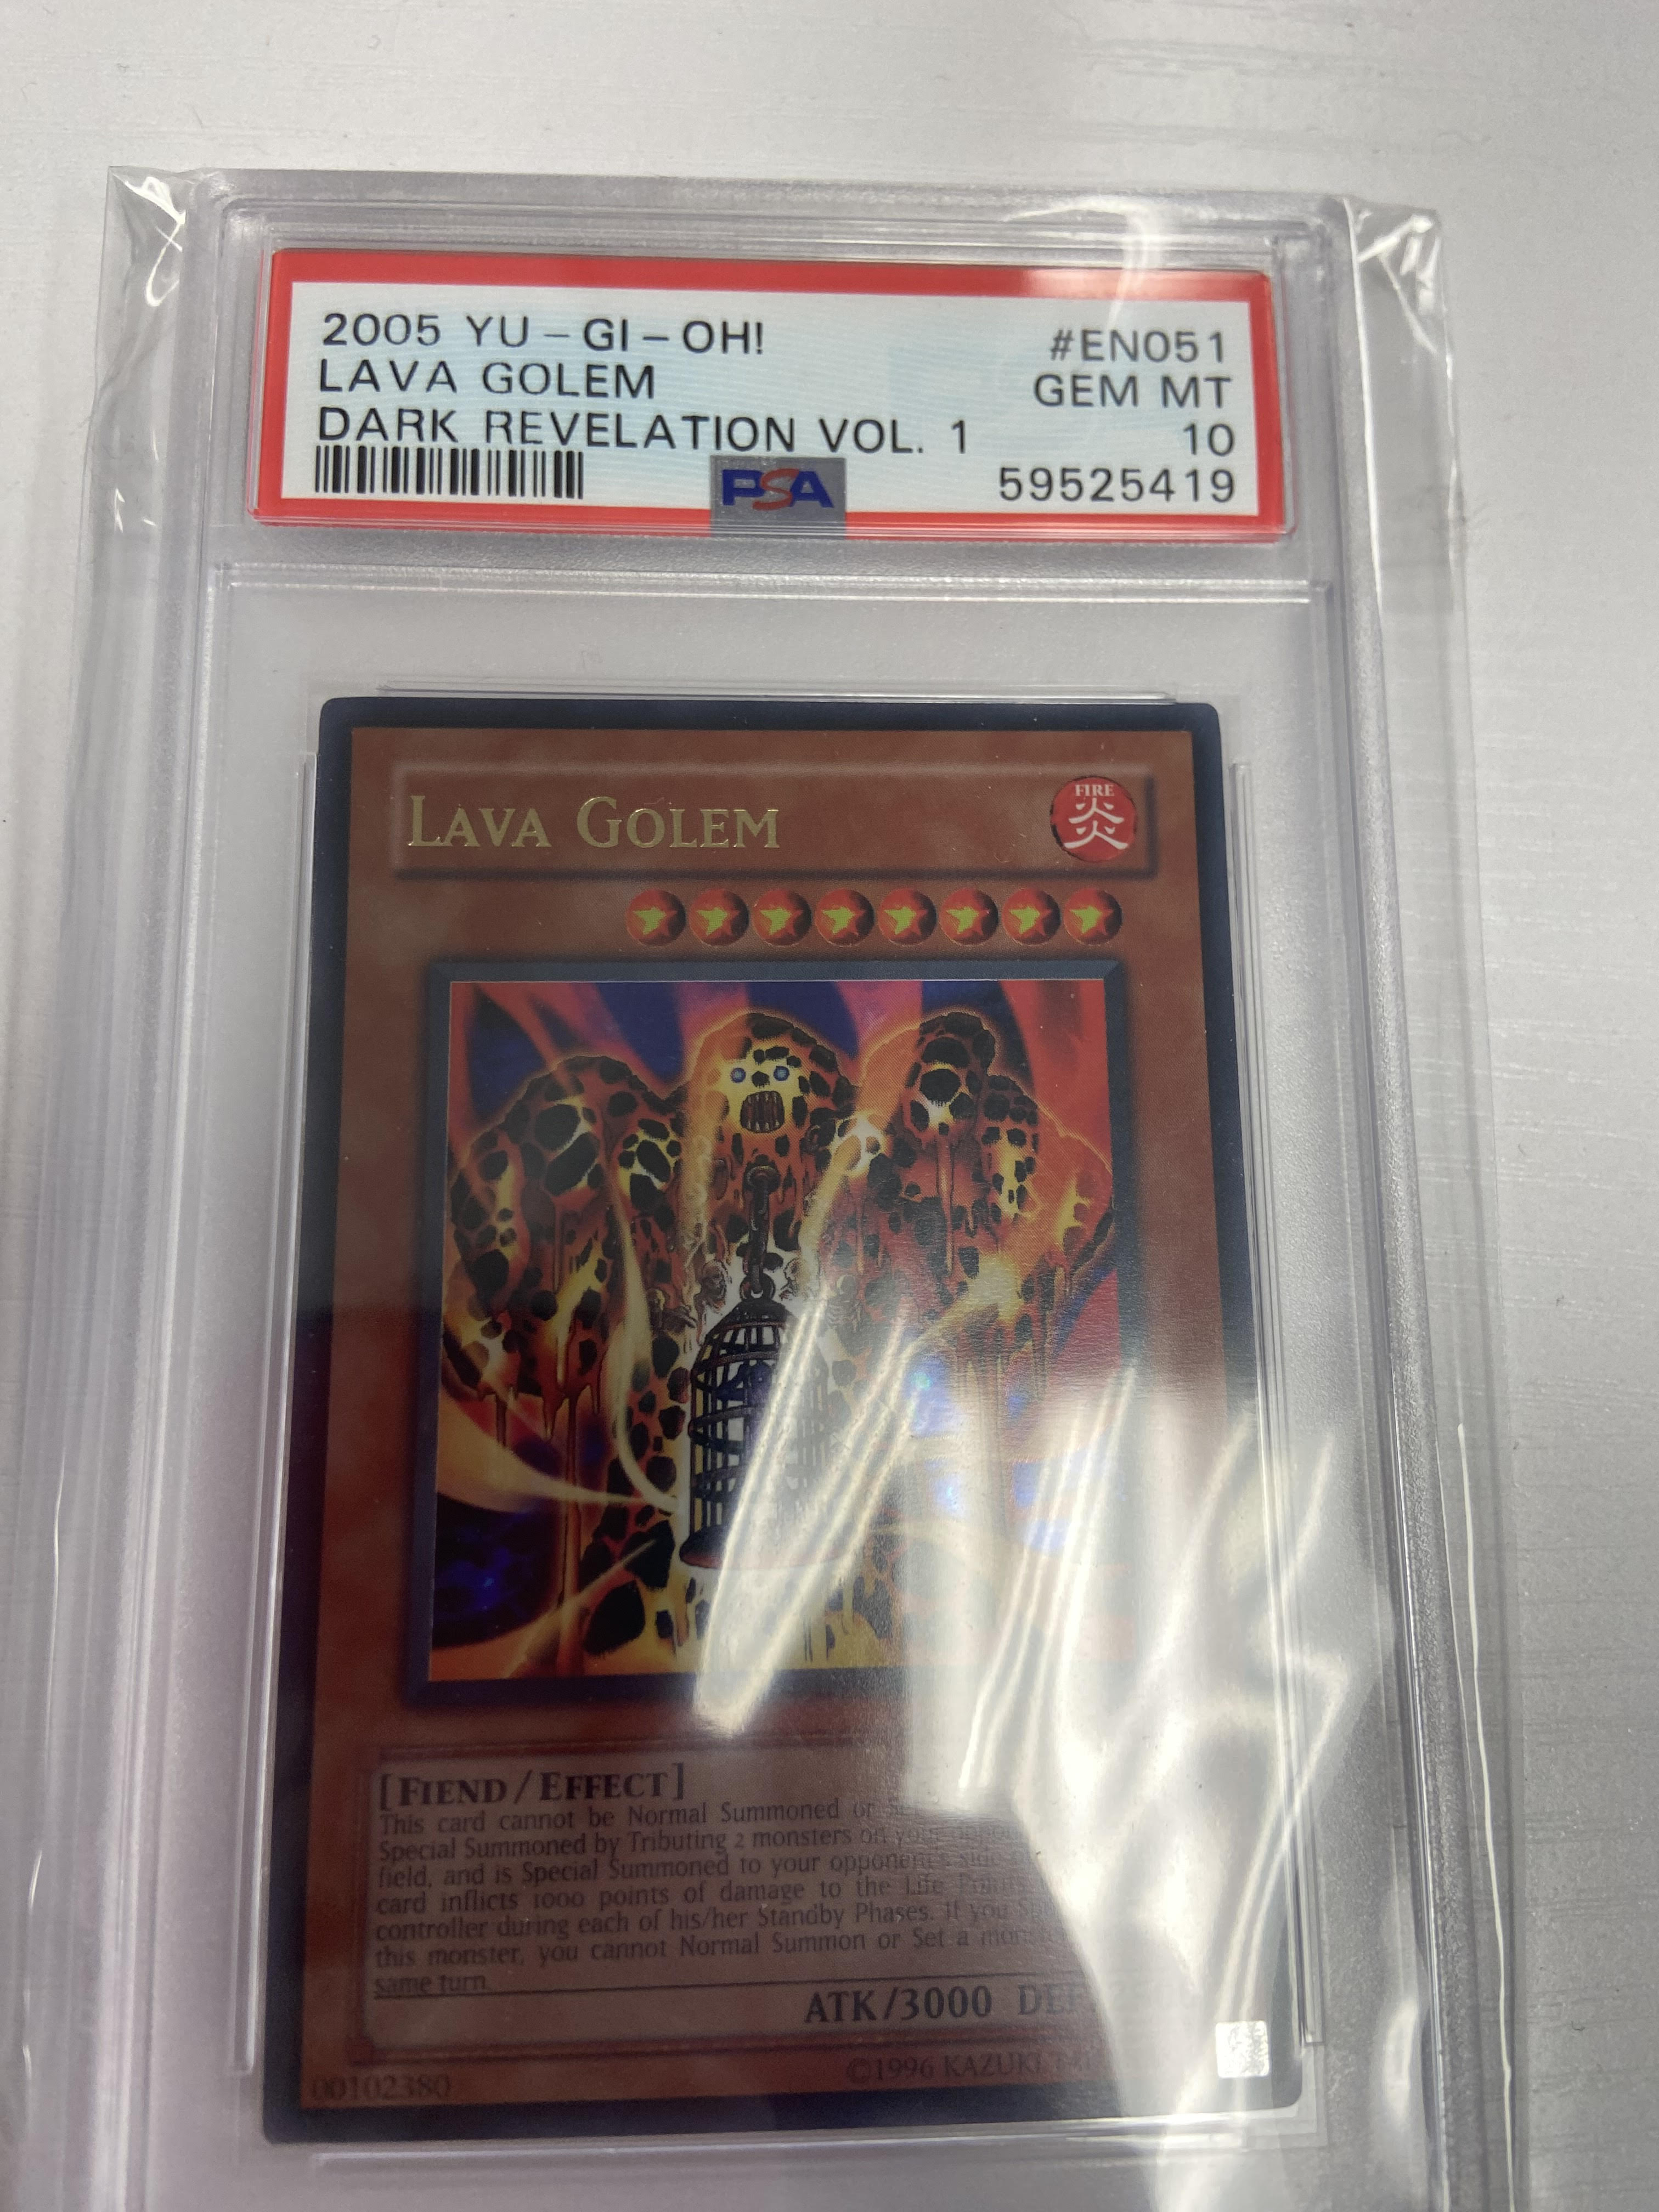 2005 YU-GI-OH! #EN051
LAVA GOLEM GEM MT
DARK REVELATION VOL. 1 10
PSA 59525419
LAVA GOLEM
FIRE
炎
[FIEND/EFFECT]
This card cannot be Normal Summoned or
Special Summoned by Tributing 2 monsters on your
field, and is Special Summoned to your opponent's side
card inflicts 1000 points of damage to the Life Points
controller during each of his/her Standby Phases. If you
this monster, you cannot Normal Summon or Set a
same turn.
ATK/3000
00102380 ©1996 KAZUKI